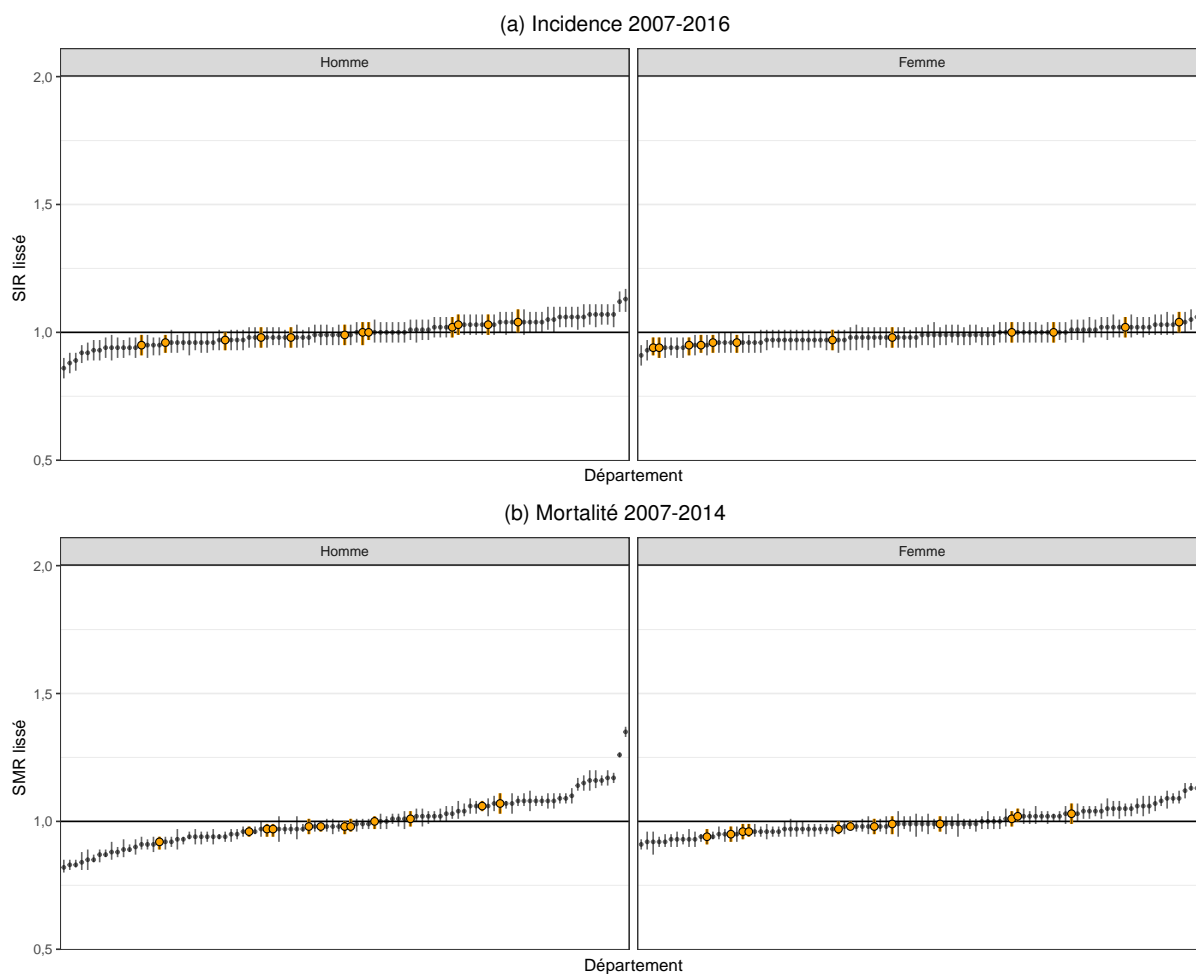 (a) Incidence 2007-2016
Homme
Femme
2,0
1,5
1,0
0,5
SIR lissé
Département
(b) Mortalité 2007-2014
Homme
Femme
2,0
1,5
1,0
0,5
SMR lissé
Département